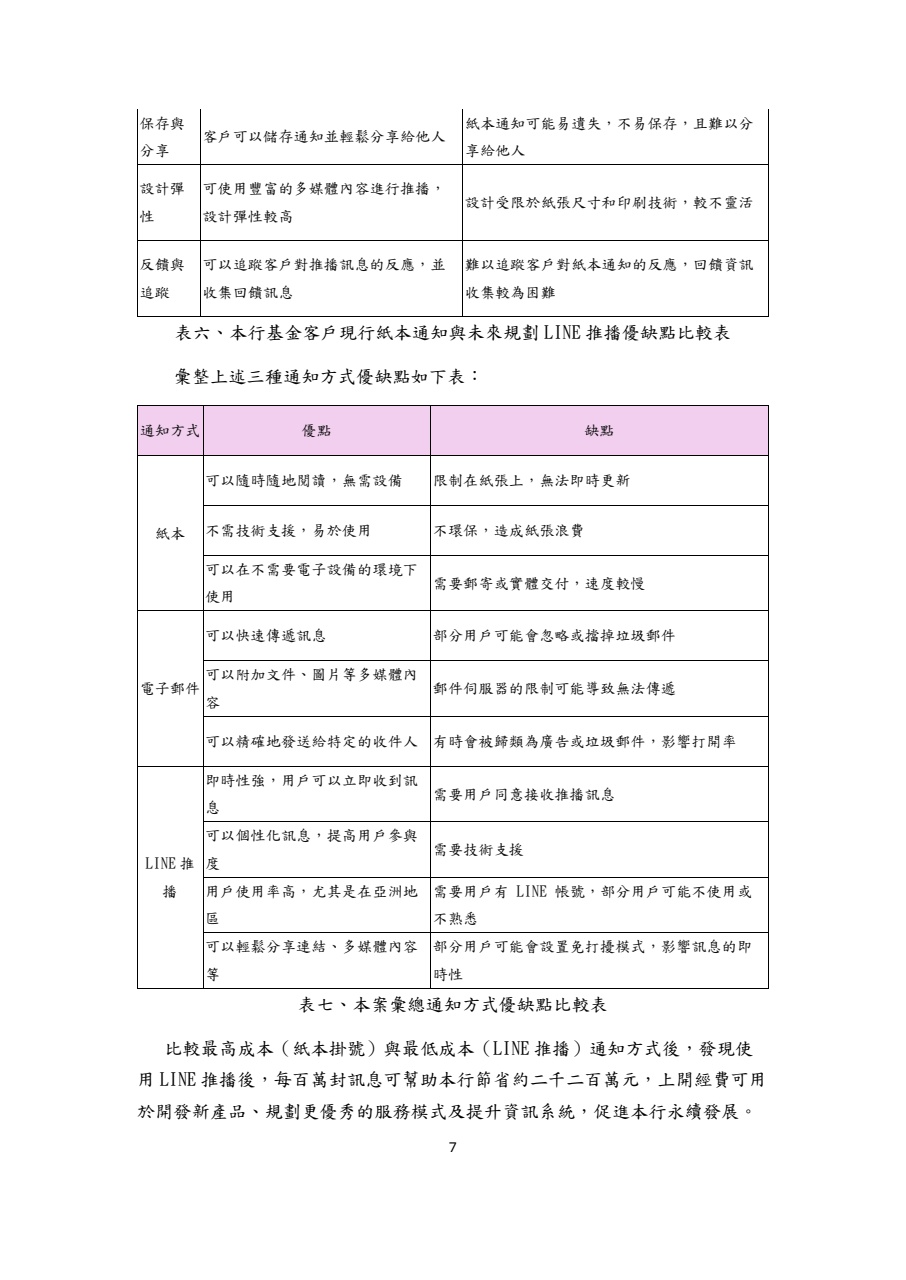 保存與
分享
客戶可以儲存通知並輕鬆分享給他人
紙本通知可能易遺失，不易保存，且難以分
享給他人
設計彈
性
可使用豐富的多媒體內容進行推播，
設計彈性較高
設計受限於紙張尺寸和印刷技術，較不靈活
反饋與
追蹤
可以追蹤客戶對推播訊息的反應，並
收集回饋訊息
難以追蹤客戶對紙本通知的反應，回饋資訊
收集較為困難
表六、本行基金客戶現行紙本通知與未來規劃 LINE 推播優缺點比較表
彙整上述三種通知方式優缺點如下表：
通知方式
優點
缺點
紙本
可以隨時隨地閱讀，無需設備
限制在紙張上，無法即時更新
不需技術支援，易於使用
不環保，造成紙張浪費
可以在不需要電子設備的環境下
使用
需要郵寄或實體交付，速度較慢
電子郵件
可以快速傳遞訊息
部分用戶可能會忽略或擋掉垃圾郵件
可以附加文件、圖片等多媒體內
容
郵件伺服器的限制可能導致無法傳遞
可以精確地發送給特定的收件人
有時會被歸類為廣告或垃圾郵件，影響打開率
LINE 推
播
即時性強，用戶可以立即收到訊
息
需要用戶同意接收推播訊息
可以個性化訊息，提高用戶參與
度
需要技術支援
用戶使用率高，尤其是在亞洲地
區
需要用戶有 LINE 帳號，部分用戶可能不使用或
不熟悉
可以輕鬆分享連結、多媒體內容
等
部分用戶可能會設置免打擾模式，影響訊息的即
時性
表七、本案彙總通知方式優缺點比較表
比較最高成本（紙本掛號）與最低成本（LINE 推播）通知方式後，發現使
用 LINE 推播後，每百萬封訊息可幫助本行節省約二千二百萬元，上開經費可用
於開發新產品、規劃更優秀的服務模式及提升資訊系統，促進本行永續發展。
7